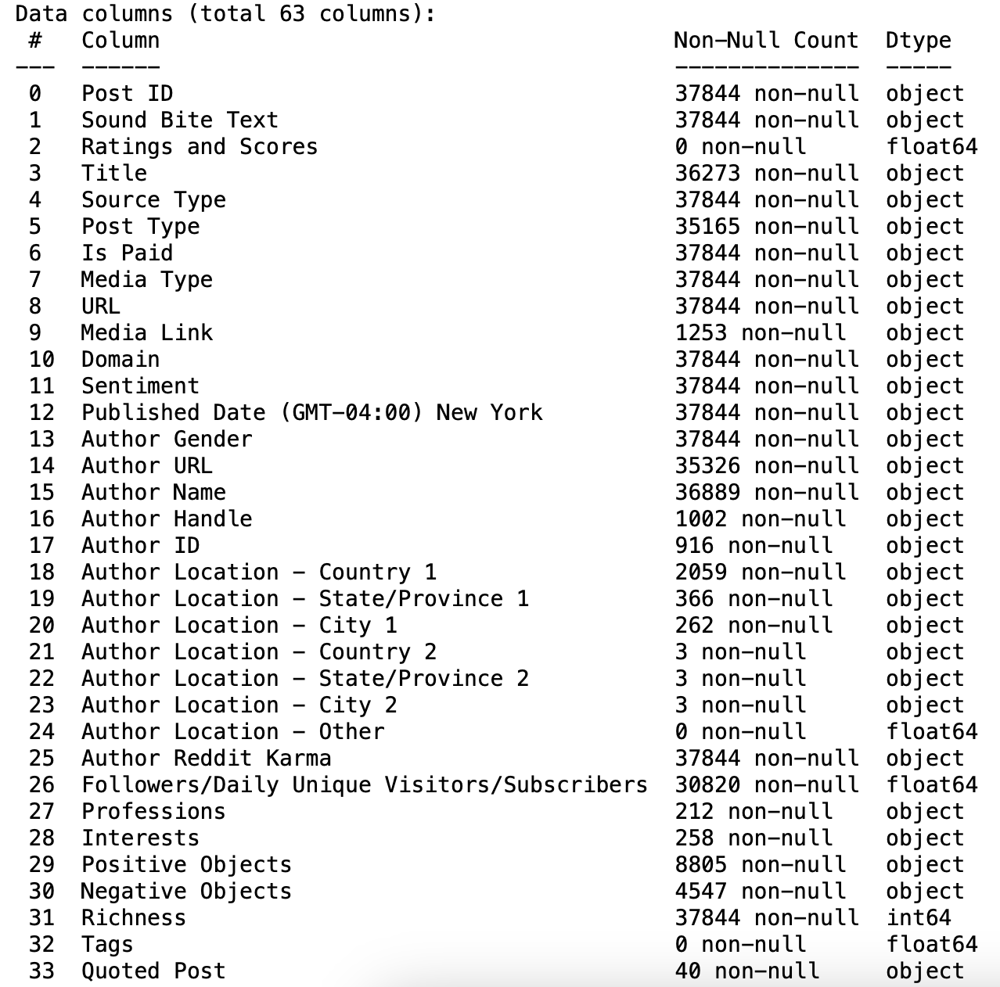 Data columns (total 63 columns):
 #   Column                                      Non-Null Count  Dtype
---  ------                                      --------------  -----
 0   Post ID                                     37844 non-null  object
 1   Sound Bite Text                             37844 non-null  object
 2   Ratings and Scores                          0 non-null      float64
 3   Title                                       36273 non-null  object
 4   Source Type                                 37844 non-null  object
 5   Post Type                                   35165 non-null  object
 6   Is Paid                                     37844 non-null  object
 7   Media Type                                  37844 non-null  object
 8   URL                                         37844 non-null  object
 9   Media Link                                  1253 non-null   object
 10  Domain                                      37844 non-null  object
 11  Sentiment                                   37844 non-null  object
 12  Published Date (GMT-04:00) New York         37844 non-null  object
 13  Author Gender                               37844 non-null  object
 14  Author URL                                  35326 non-null  object
 15  Author Name                                 36889 non-null  object
 16  Author Handle                               1002 non-null   object
 17  Author ID                                   916 non-null    object
 18  Author Location - Country 1                 2059 non-null   object
 19  Author Location - State/Province 1          366 non-null    object
 20  Author Location - City 1                    262 non-null    object
 21  Author Location - Country 2                 3 non-null      object
 22  Author Location - State/Province 2          3 non-null      object
 23  Author Location - City 2                    3 non-null      object
 24  Author Location - Other                     0 non-null      float64
 25  Author Reddit Karma                         37844 non-null  object
 26  Followers/Daily Unique Visitors/Subscribers  30820 non-null  float64
 27  Professions                                 212 non-null    object
 28  Interests                                   258 non-null    object
 29  Positive Objects                            8805 non-null   object
 30  Negative Objects                            4547 non-null   object
 31  Richness                                    37844 non-null  int64
 32  Tags                                        0 non-null      float64
 33  Quoted Post                                 40 non-null     object